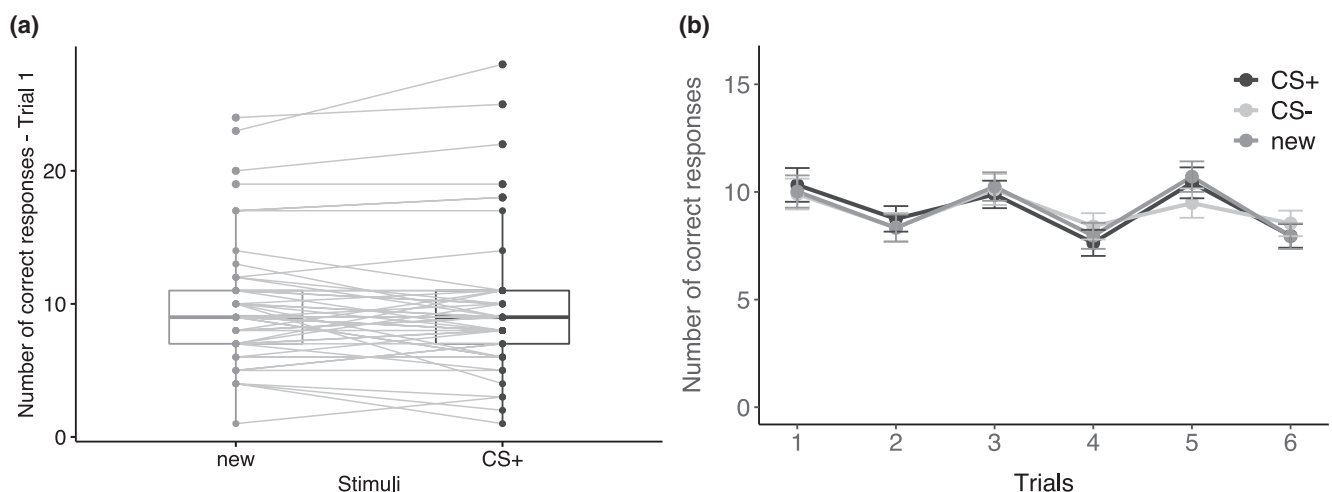 (a)
Number of correct responses - Trial 1
20
10
0
new
CS+
Stimuli
(b)
Number of correct responses
15
10
5
0
CS+
CS-
new
1 2 3 4 5 6
Trials